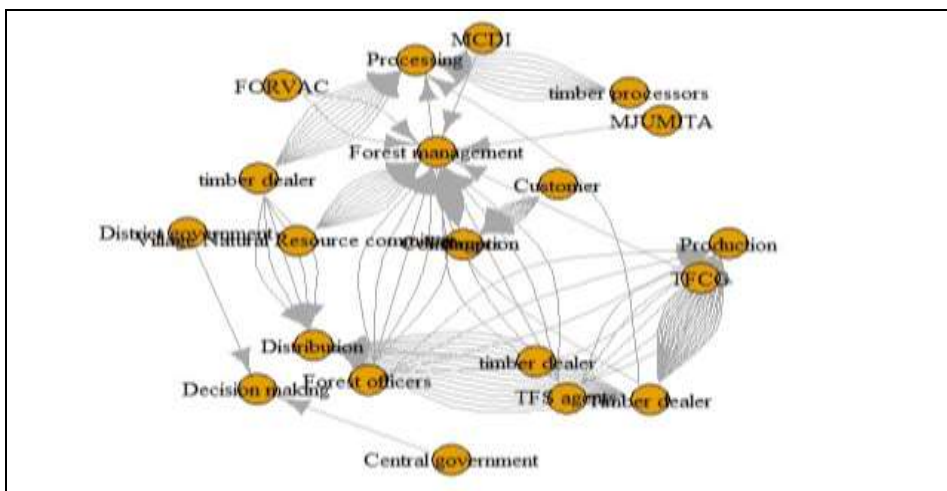 MCDI
Processing
FORVAC
timber processors
MJUMITA
Forest management
timber dealer
Customer
District government
Village Natural Resource committee
Production
TFCG
Distribution
timber dealer
Forest officers
Decision making
TFS agents
Timber dealer
Central government